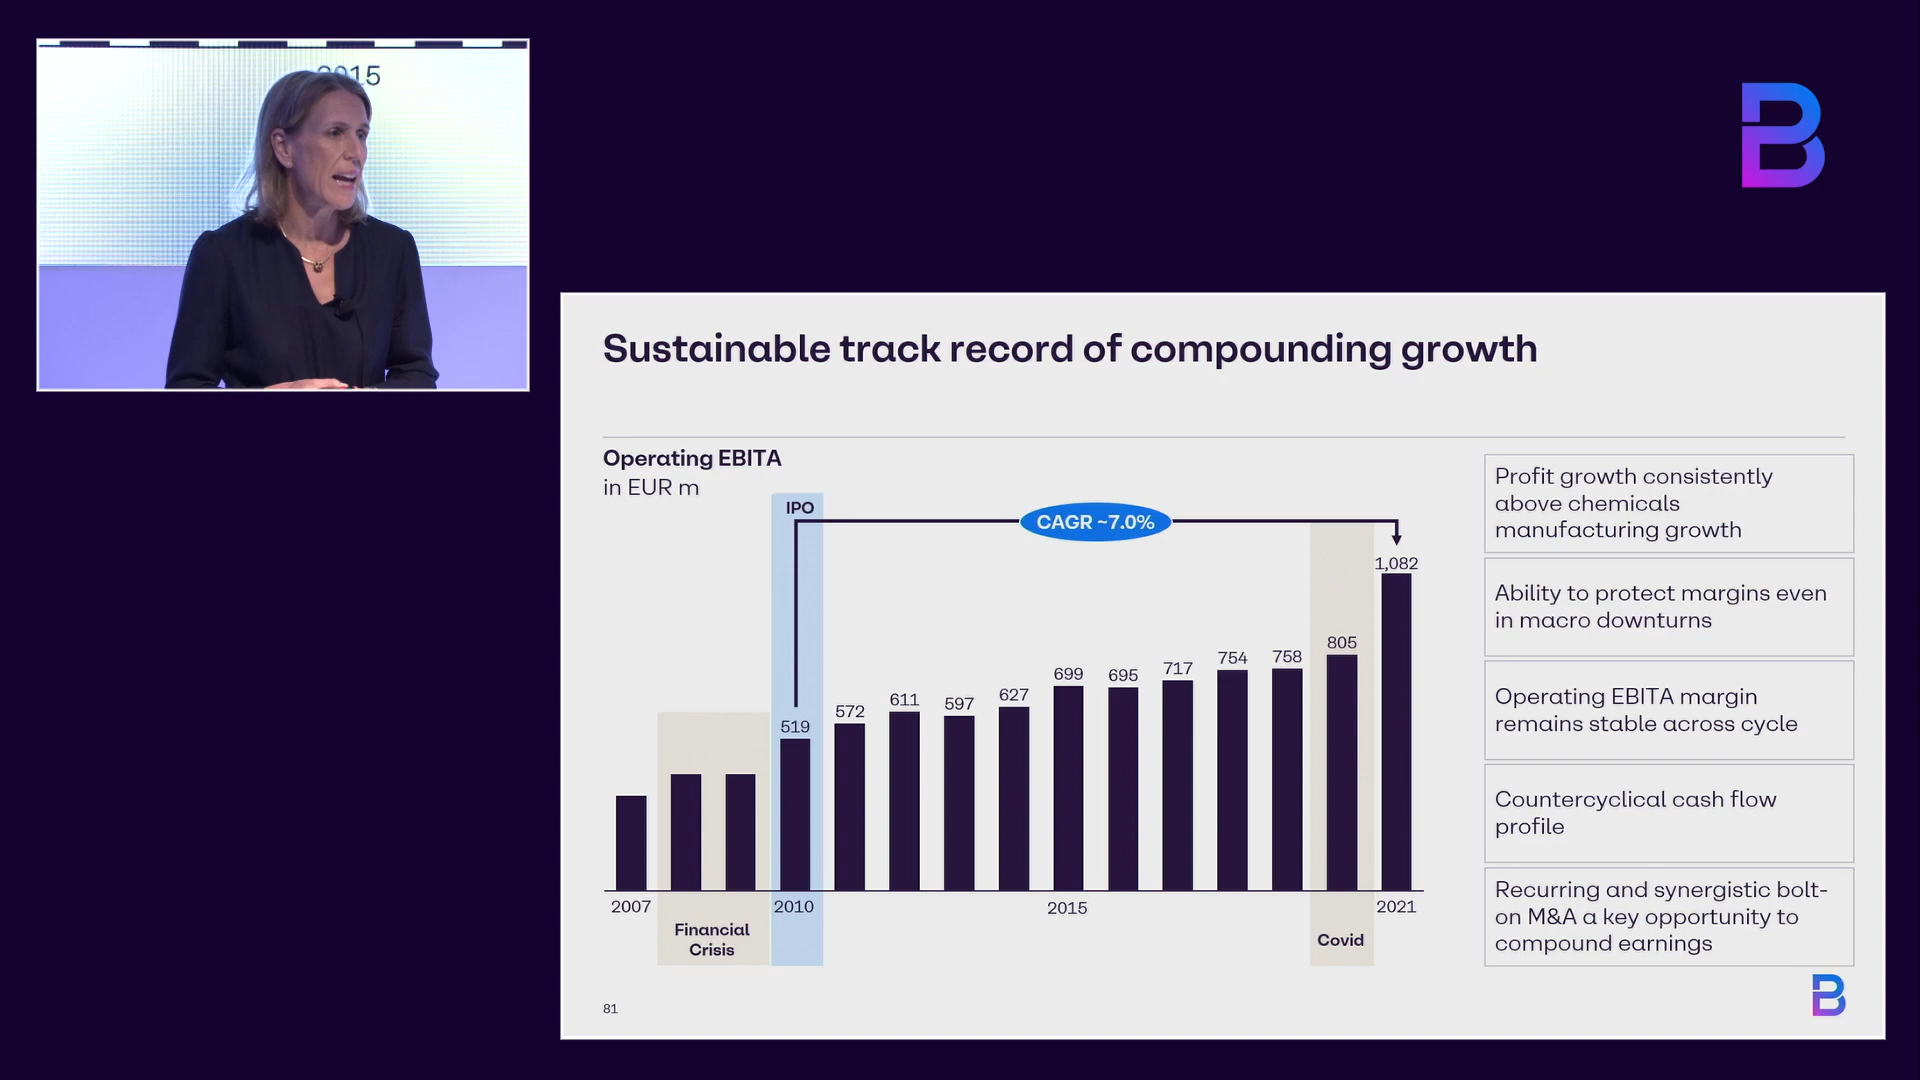 2015
Sustainable track record of compounding growth
Operating EBITA
in EUR m
IPO
CAGR ~7.0%
1,082
805
758
754
717
695
699
627
597
611
572
519
2007
2010
2015
2021
Financial
Crisis
Covid
Profit growth consistently
above chemicals
manufacturing growth
Ability to protect margins even
in macro downturns
Operating EBITA margin
remains stable across cycle
Countercyclical cash flow
profile
Recurring and synergistic bolt-
on M&A a key opportunity to
compound earnings
81
B
B